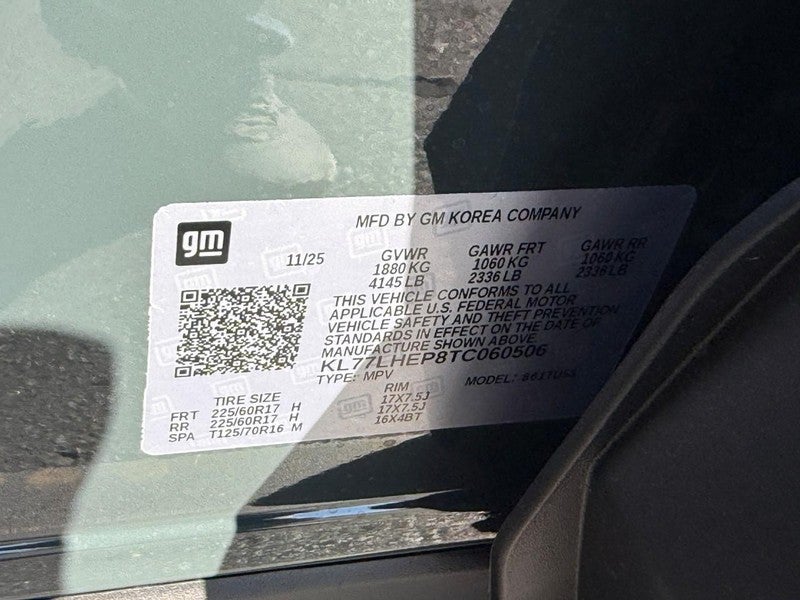 gm
MFD BY GM KOREA COMPANY
11/25 GVWR GAWR FRT GAWR RR
1880 KG 1060 KG 1060 KG
4145 LB 2336 LB 2336 LB
THIS VEHICLE CONFORMS TO ALL
APPLICABLE U.S. FEDERAL MOTOR
VEHICLE SAFETY AND THEFT PREVENTION
STANDARDS IN EFFECT ON THE DATE OF
MANUFACTURE SHOWN ABOVE
KL77LHEP8TC060506
TYPE: MPV MODEL:
TIRE SIZE RIM
FRT 225/60R17 H 17X7.5J
RR 225/60R17 H 17X7.5J
SPA T125/70R16 M 16X4BT